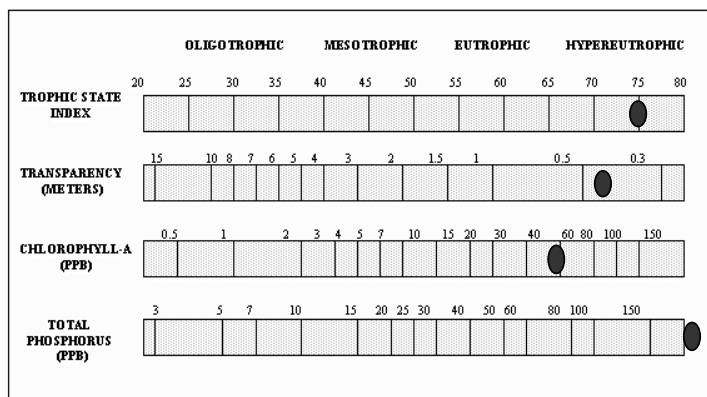 OLIGOTROPHIC MESOTROPHIC EUTROPHIC HYPEREUTROPHIC
20 25 30 35 40 45 50 55 60 65 70 75 80
TROPHIC STATE
INDEX
15 10 8 7 6 5 4 3 2 1.5 1 0.5 0.3
TRANSPARENCY
(METERS)
0.5 1 2 3 4 5 7 10 15 20 30 40 60 80 100 150
CHLOROPHYLL-A
(PPB)
3 5 7 10 15 20 25 30 40 50 60 80 100 150
TOTAL
PHOSPHORUS
(PPB)